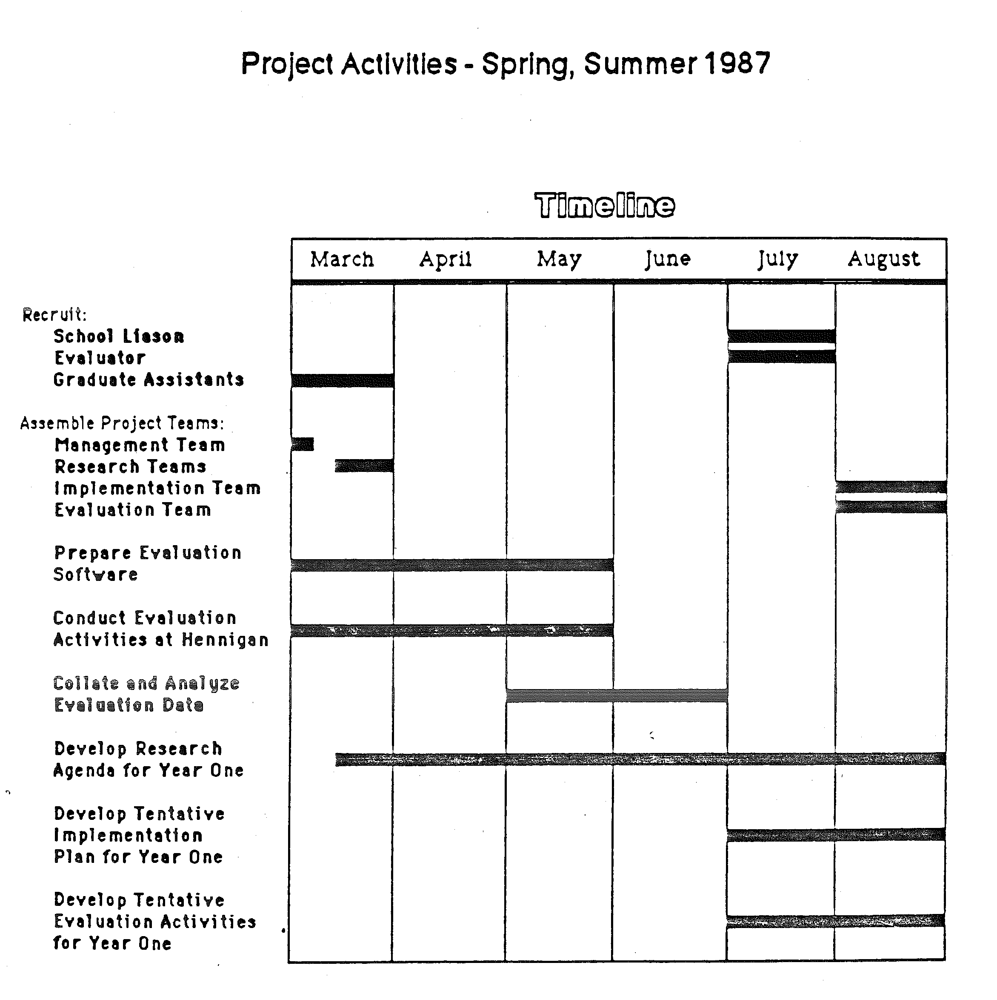 Project Activities - Spring, Summer 1987
Timeline
March April May June July August
Recruit:
School Liason
Evaluator
Graduate Assistants
Assemble Project Teams:
Management Team
Research Teams
Implementation Team
Evaluation Team
Prepare Evaluation
Software
Conduct Evaluation
Activities at Hennigan
Collate and Analyze
Evaluation Data
Develop Research
Agenda for Year One
Develop Tentative
Implementation
Plan for Year One
Develop Tentative
Evaluation Activities
for Year One